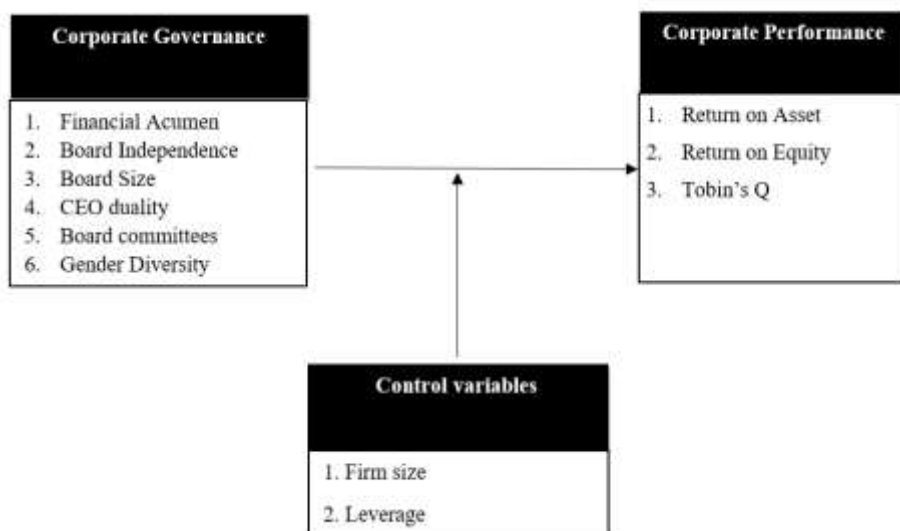 Corporate Governance
1. Financial Acumen
2. Board Independence
3. Board Size
4. CEO duality
5. Board committees
6. Gender Diversity
Corporate Performance
1. Return on Asset
2. Return on Equity
3. Tobin's Q
Control variables
1. Firm size
2. Leverage